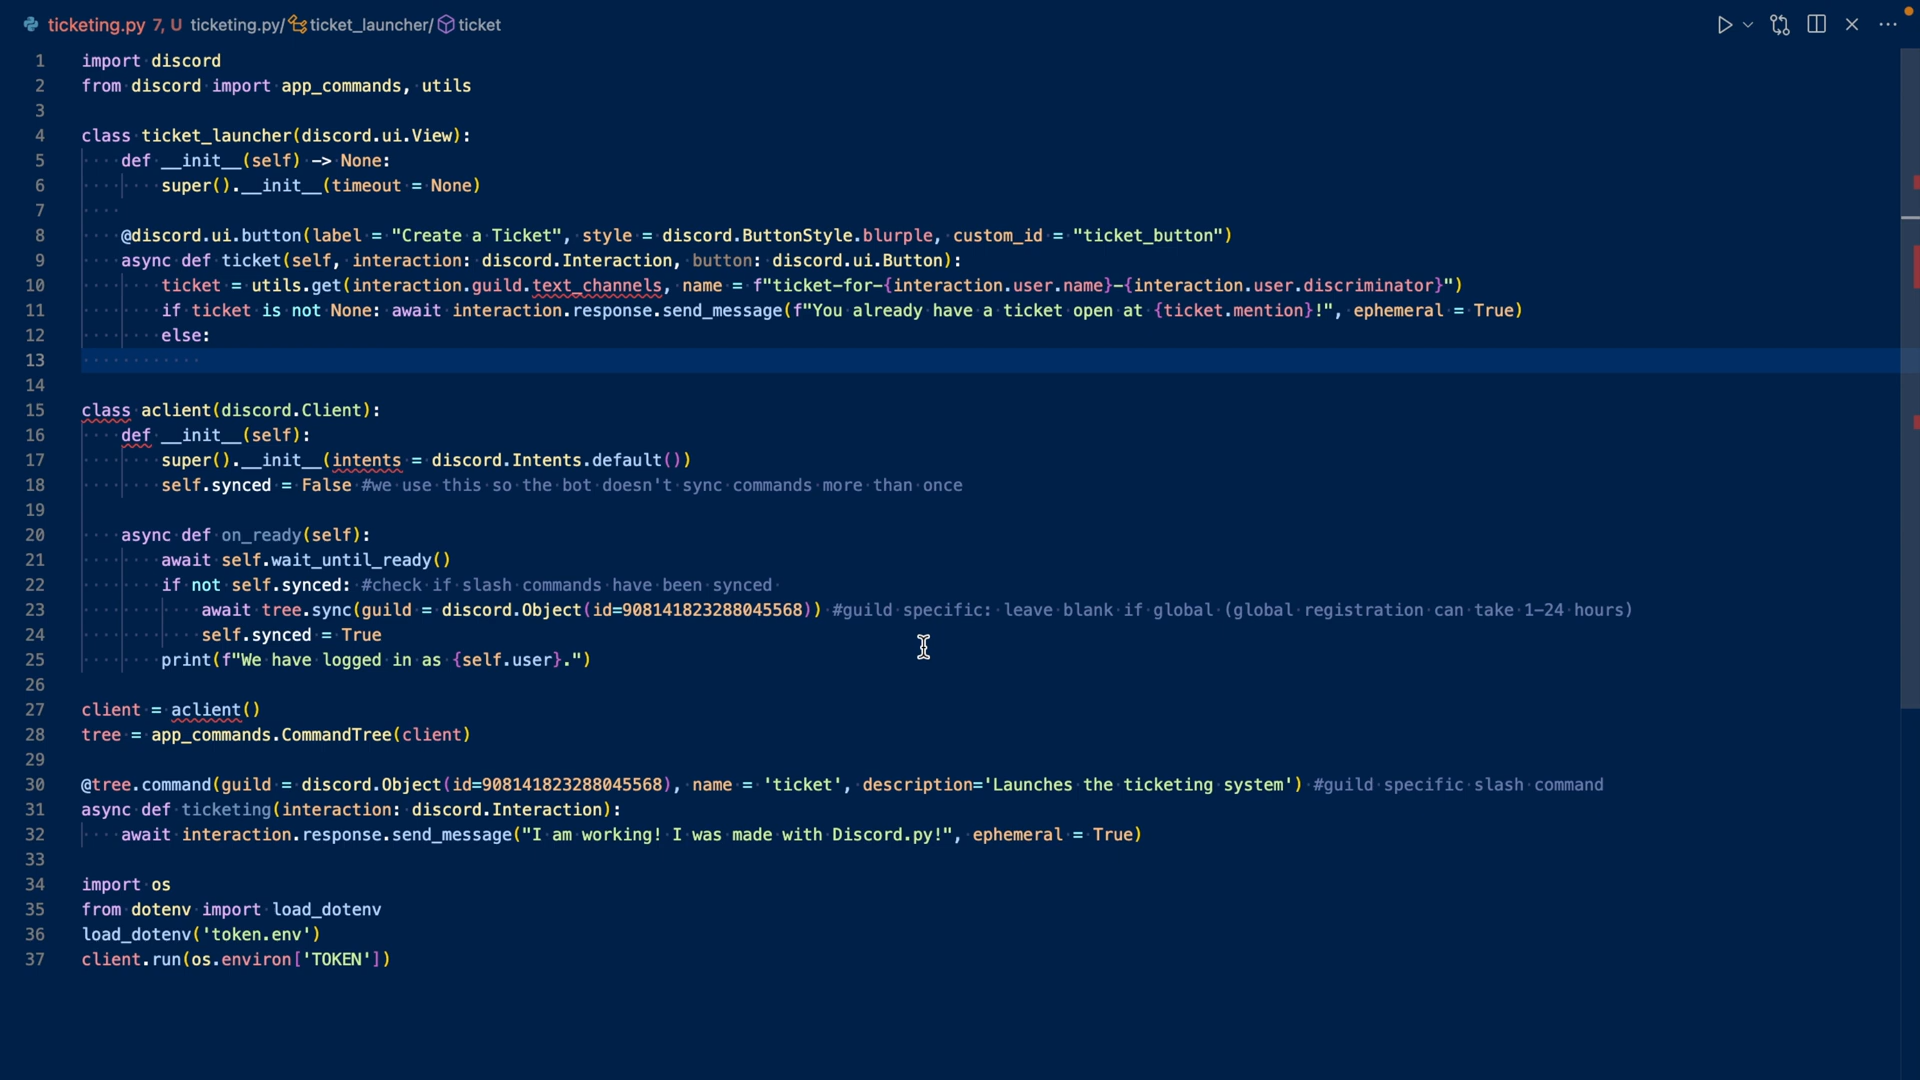 ticketing.py 7, U ticketing.py/ticket_launcher/ticket
1 import discord
2 from discord import app_commands, utils
3
4 class ticket_launcher(discord.ui.View):
5     def __init__(self) -> None:
6         super().__init__(timeout = None)
7
8     @discord.ui.button(label = "Create a Ticket", style = discord.ButtonStyle.blurple, custom_id = "ticket_button")
9     async def ticket(self, interaction: discord.Interaction, button: discord.ui.Button):
10         ticket = utils.get(interaction.guild.text_channels, name = f"ticket-for-{interaction.user.name}-{interaction.user.discriminator}")
11         if ticket is not None: await interaction.response.send_message(f"You already have a ticket open at {ticket.mention}!", ephemeral = True)
12         else:
13
14
15 class aclient(discord.Client):
16     def __init__(self):
17         super().__init__(intents = discord.Intents.default())
18         self.synced = False #we use this so the bot doesn't sync commands more than once
19
20     async def on_ready(self):
21         await self.wait_until_ready()
22         if not self.synced: #check if slash commands have been synced
23             await tree.sync(guild = discord.Object(id=908141823288045568)) #guild specific: leave blank if global (global registration can take 1-24 hours)
24             self.synced = True
25         print(f"We have logged in as {self.user}.")
26
27 client = aclient()
28 tree = app_commands.CommandTree(client)
29
30 @tree.command(guild = discord.Object(id=908141823288045568), name = 'ticket', description='Launches the ticketing system') #guild specific slash command
31 async def ticketing(interaction: discord.Interaction):
32     await interaction.response.send_message("I am working! I was made with Discord.py!", ephemeral = True)
33
34 import os
35 from dotenv import load_dotenv
36 load_dotenv('token.env')
37 client.run(os.environ['TOKEN'])